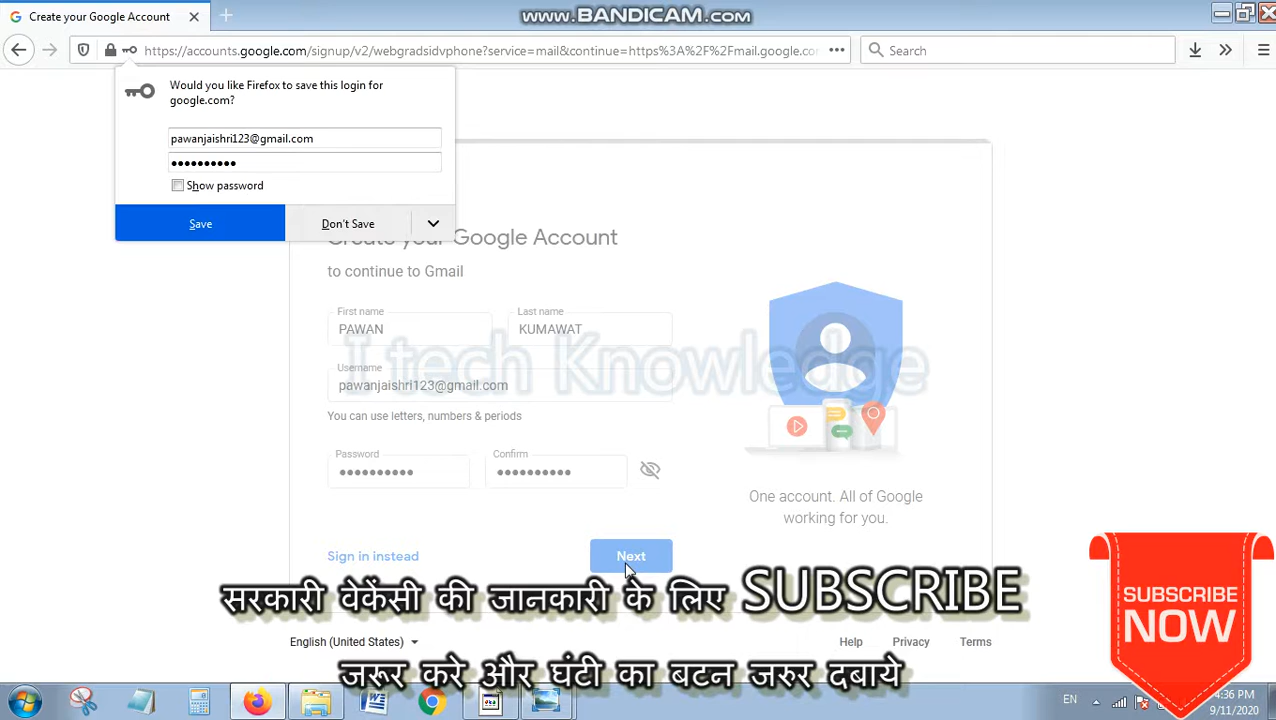 Create your Google Account
WWW.BANDICAM.COM
https://accounts.google.com/signup/v2/webgradsidvphone?service=mail&continue=https%3A%2F%2Fmail.google.co
Search
Would you like Firefox to save this login for
google.com?
pawanjaishri123@gmail.com
••••••••••
Show password
Save
Don't Save
Create your Google Account
to continue to Gmail
First name
Last name
PAWAN
KUMAWAT
I tech Knowledge
Username
pawanjaishri123@gmail.com
You can use letters, numbers & periods
Password
Confirm
••••••••••
••••••••••
One account. All of Google
working for you.
Sign in instead
Next
सरकारी वेकेंसी की जानकारी के लिए SUBSCRIBE
SUBSCRIBE
NOW
English (United States)
Help
Privacy
Terms
जरूर करे और घंटी का बटन जरुर दबाये
EN
4:36 PM
9/11/2020